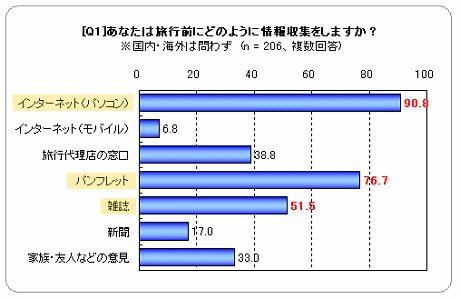 [Q1]あなたは旅行前にどのように情報収集をしますか？
※国内・海外は問わず (n = 206、複数回答)
0 20 40 60 80 100
インターネット(パソコン) 90.8
インターネット(モバイル) 6.8
旅行代理店の窓口 38.8
パンフレット 76.7
雑誌 51.5
新聞 17.0
家族・友人などの意見 33.0